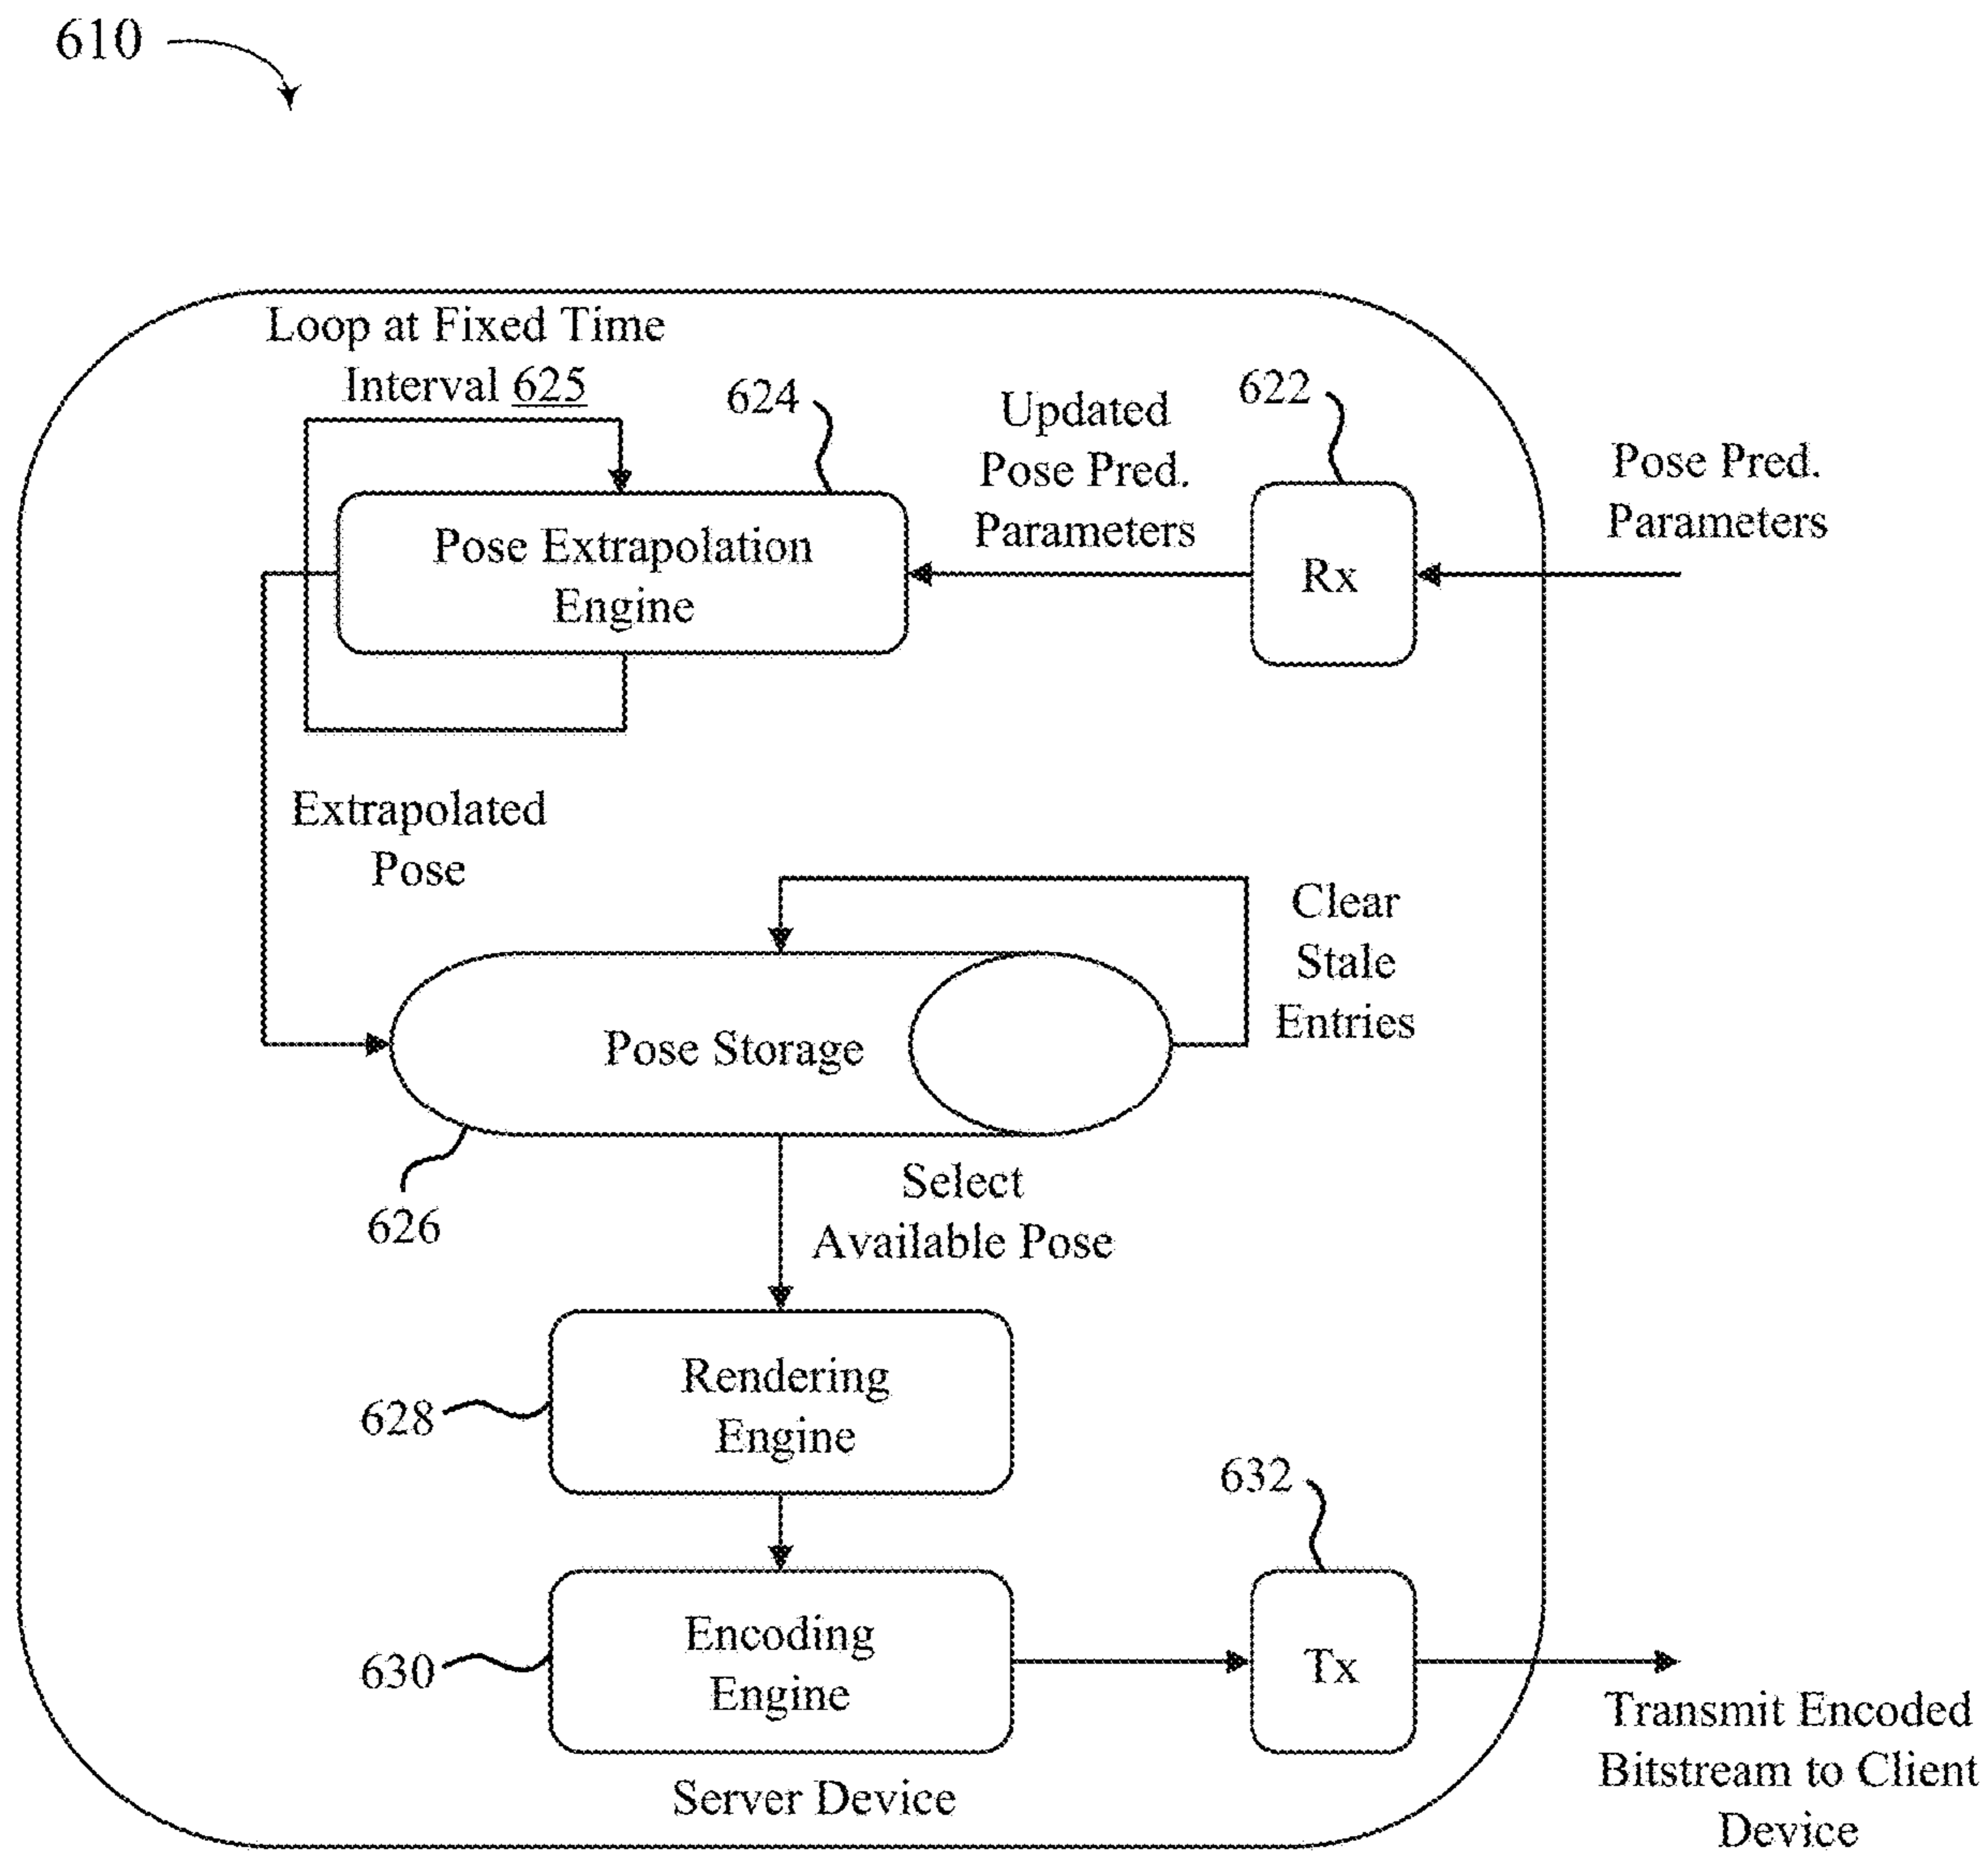 610
Loop at Fixed Time
Interval 625
624
Updated
Pose Pred.
Parameters
622
Pose Pred.
Parameters
Pose Extrapolation
Engine
Rx
Extrapolated
Pose
Clear
Stale
Entries
Pose Storage
626
Select
Available Pose
Rendering
Engine
628
632
Encoding
Engine
630
Tx
Transmit Encoded
Bitstream to Client
Device
Server Device